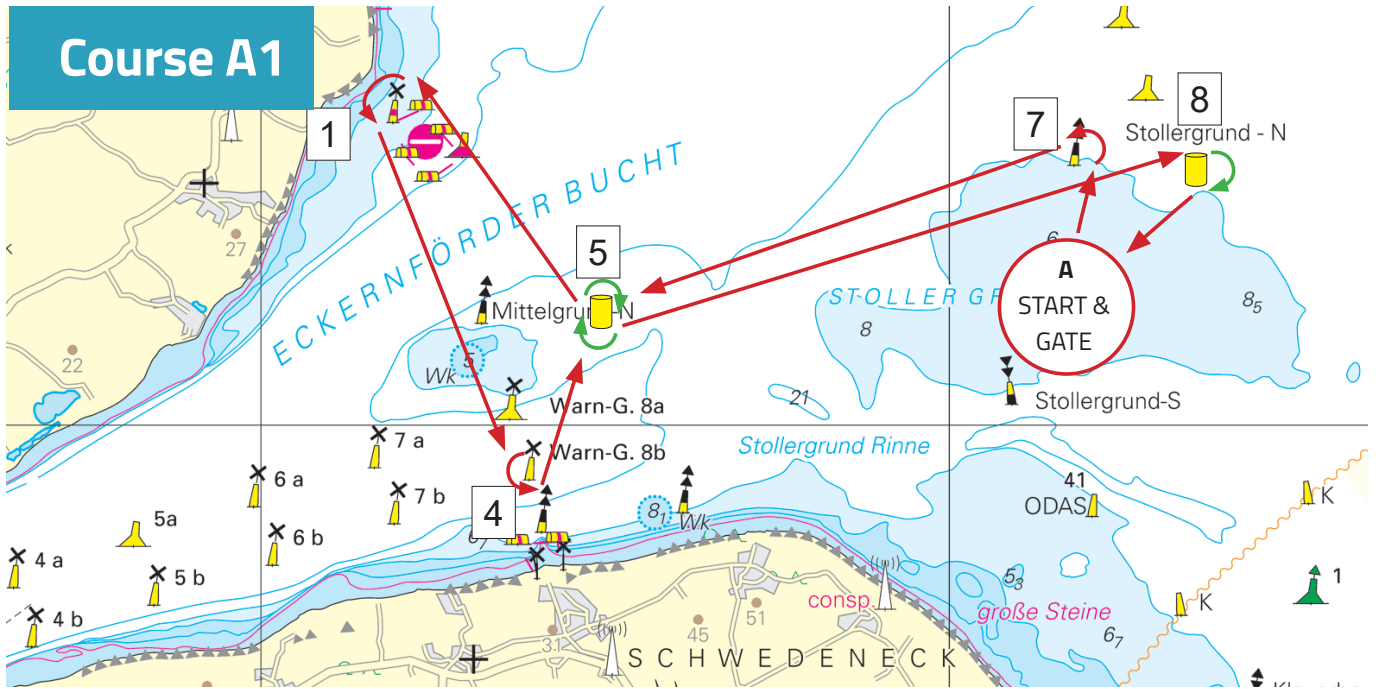 Course A1
8
7
Stollergrund - N
1
ECKERNFÖRDER BUCHT
27
5
6
A
START &
GATE
STOLLER GR
8
8₅
Mittelgrun-N
5
Wk
22
21
Stollergrund-S
Warn-G. 8a
7 a
Stollergrund Rinne
Warn-G. 8b
6 a
7 b
41
ODAS
K
4
8₁ Wk
5a
6 b
4 a
5 b
5₃
1
consp.
große Steine
K
4 b
51
45
6₇
31
SCHWEDENECK